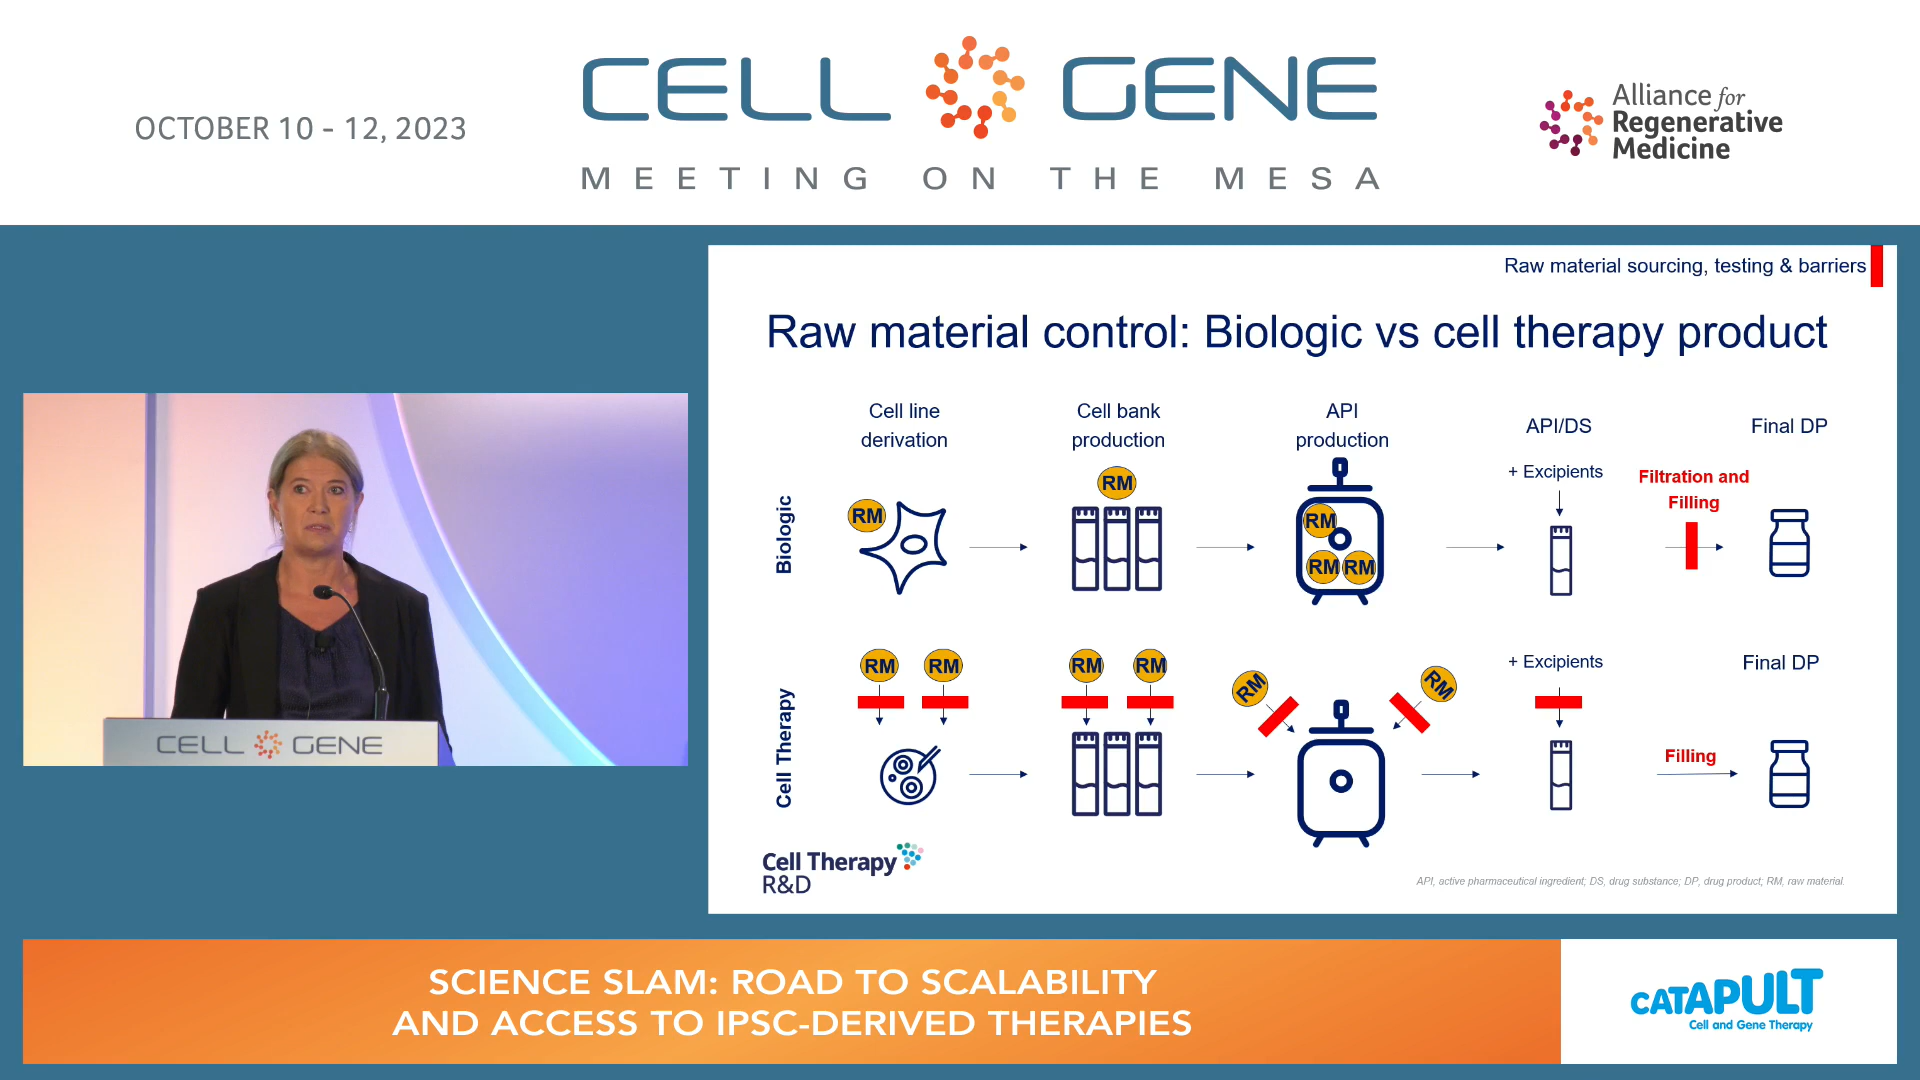 OCTOBER 10 - 12, 2023
CELL GENE
MEETING ON THE MESA
Alliance for
Regenerative
Medicine
Raw material sourcing, testing & barriers
Raw material control: Biologic vs cell therapy product
Cell line
derivation
Cell bank
production
API
production
API/DS
Final DP
Biologic
RM
RM
RM
RM RM
+ Excipients
Filtration and
Filling
Cell Therapy
RM RM
RM RM
RM RM
+ Excipients
Final DP
Filling
Cell Therapy
R&D
API, active pharmaceutical ingredient; DS, drug substance; DP, drug product; RM, raw material.
CELL GENE
SCIENCE SLAM: ROAD TO SCALABILITY
AND ACCESS TO IPSC-DERIVED THERAPIES
CATAPULT
Cell and Gene Therapy